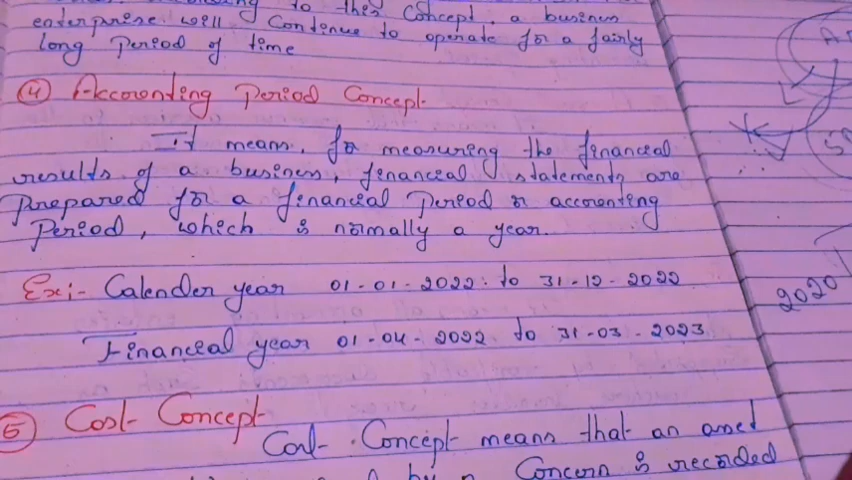 to this Concept, a business
enterprise will Continue to operate for a fairly
long Period of time
④ Accounting Period Concept
It means, for measuring the financial
results of a business, financial statements are
prepared for a financial Period or accounting
Period, which is normally a year.
Ex:- Calender year 01-01-2022 to 31-12-2022
Financial year 01-04-2022 to 31-03-2023
2020
⑤ Cost Concept
Cost Concept means that an asset
by Concern is recorded